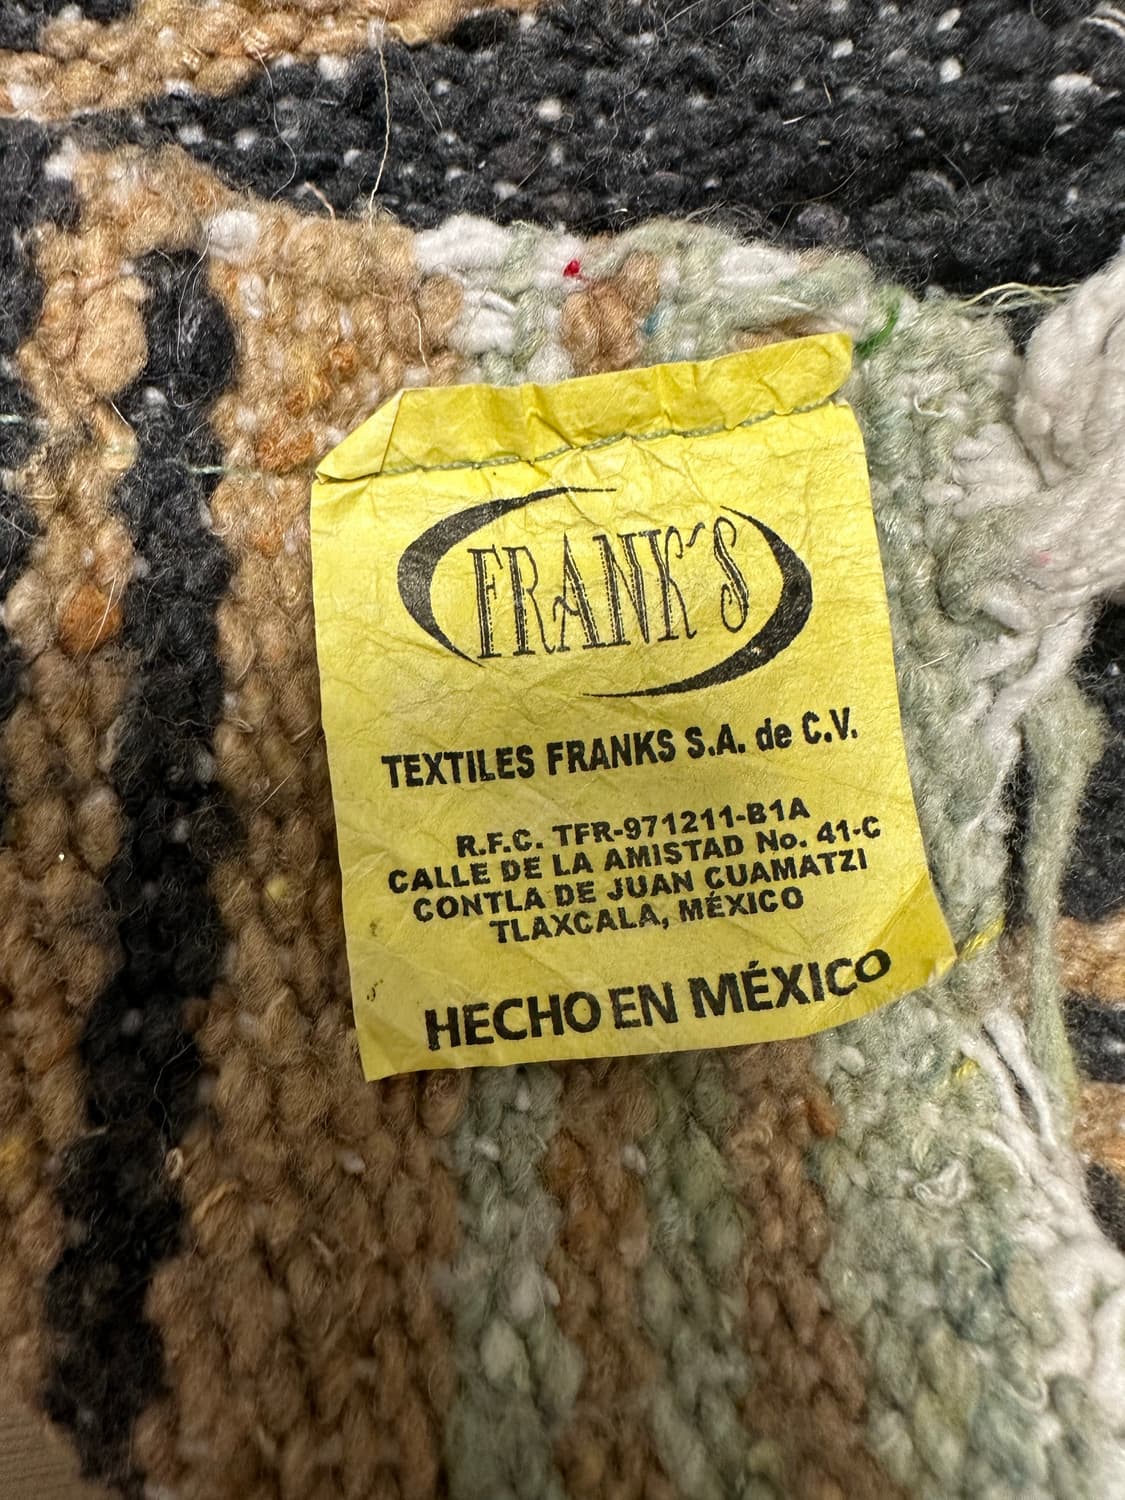 FRANK´S
TEXTILES FRANKS S.A. de C.V.
R.F.C. TFR-971211-B1A
CALLE DE LA AMISTAD No. 41-C
CONTLA DE JUAN CUAMATZI
TLAXCALA, MÉXICO
HECHO EN MÉXICO